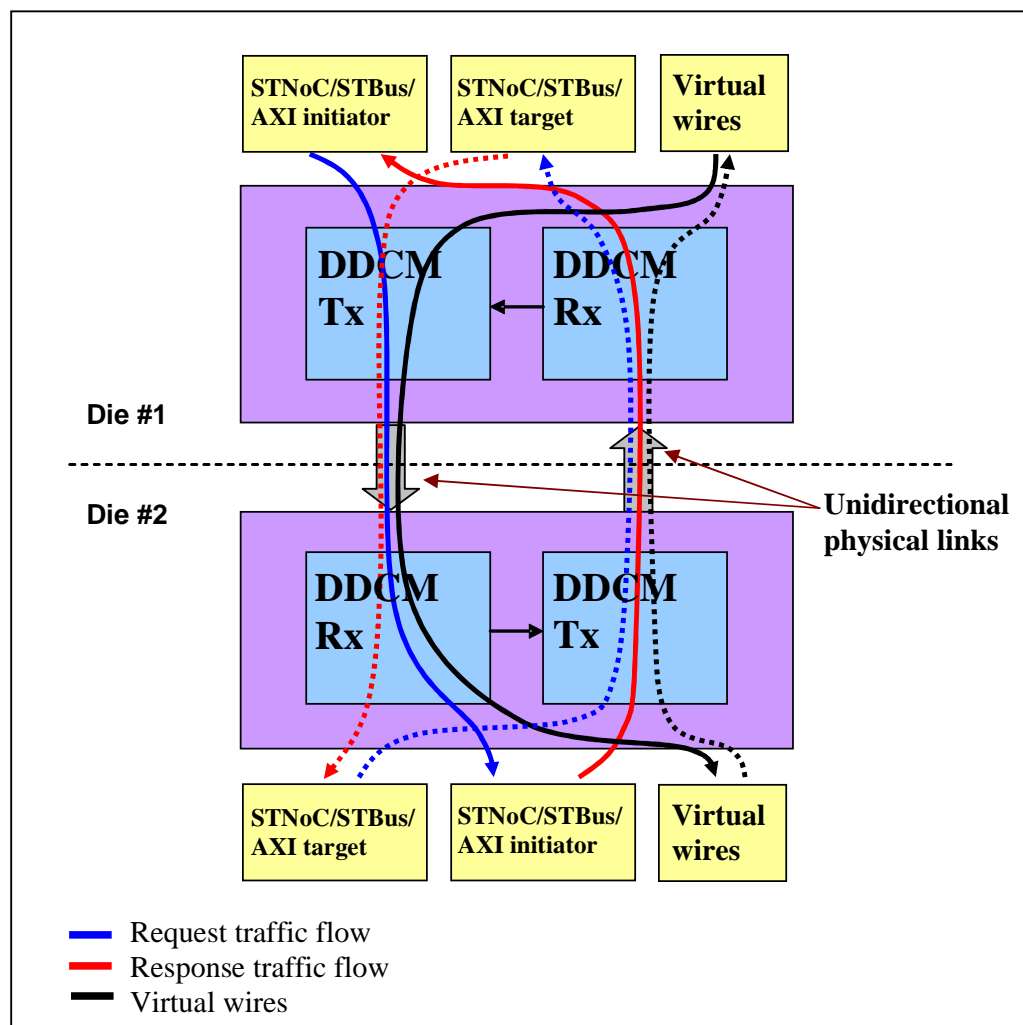 STNoC/STBus/
AXI initiator
STNoC/STBus/
AXI target
Virtual
wires
DDCM
Tx
DDCM
Rx
Die #1
Die #2
Unidirectional
physical links
DDCM
Rx
DDCM
Tx
STNoC/STBus/
AXI target
STNoC/STBus/
AXI initiator
Virtual
wires
Request traffic flow
Response traffic flow
Virtual wires